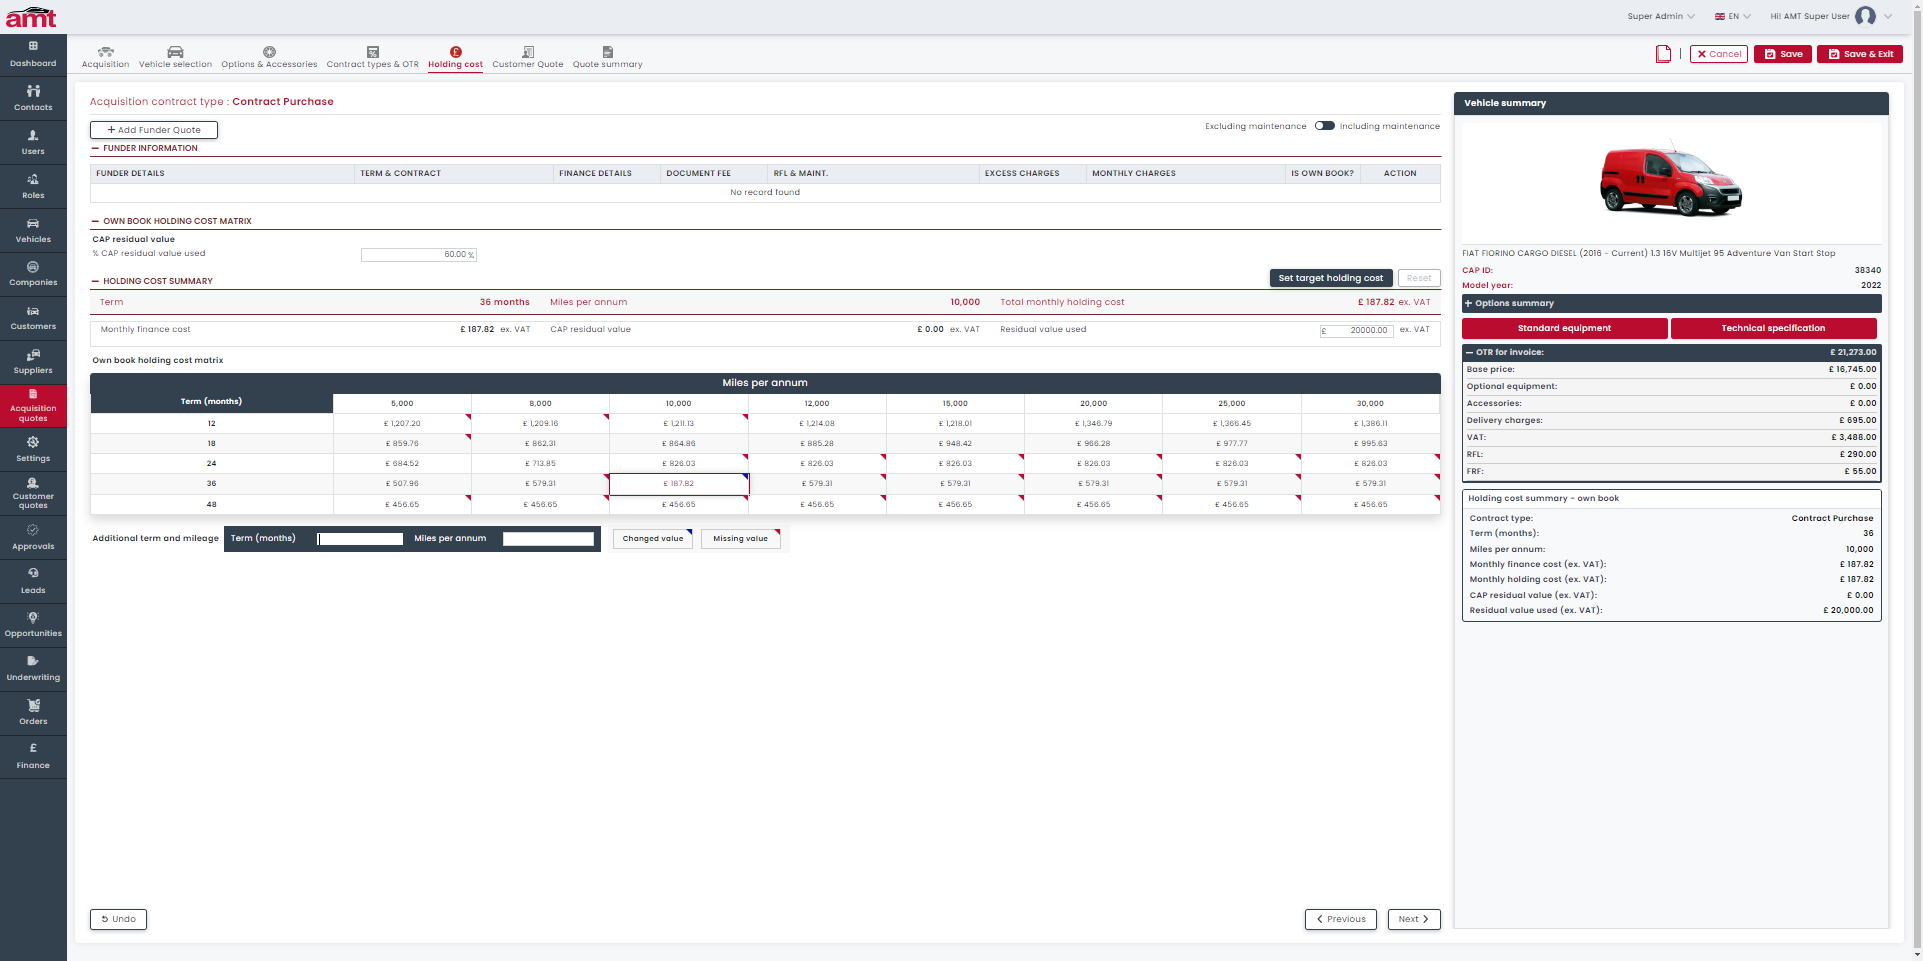 amt
Super Admin
EN
Hi! AMT Super User
Dashboard
Contacts
Users
Roles
Vehicles
Companies
Customers
Suppliers
Acquisition
quotes
Settings
Customer
quotes
Approvals
Leads
Opportunities
Underwriting
Orders
£
Finance
Acquisition
Vehicle selection
Options & Accessories
Contract types & OTR
£
Holding cost
Customer Quote
Quote summary
Cancel
Save
Save & Exit
Acquisition contract type : Contract Purchase
+ Add Funder Quote
Excluding maintenance
Including maintenance
FUNDER INFORMATION
FUNDER DETAILS TERM & CONTRACT FINANCE DETAILS DOCUMENT FEE RFL & MAINT. EXCESS CHARGES MONTHLY CHARGES IS OWN BOOK? ACTION
No record found
OWN BOOK HOLDING COST MATRIX
CAP residual value
% CAP residual value used 60.00 %
HOLDING COST SUMMARY
Set target holding cost
Reset
Term 36 months Miles per annum 10,000 Total monthly holding cost £ 187.82 ex. VAT
Monthly finance cost £ 187.82 ex. VAT CAP residual value £ 0.00 ex. VAT Residual value used £ 20000.00 ex. VAT
Own book holding cost matrix
Miles per annum
Term (months) 5,000 8,000 10,000 12,000 15,000 20,000 25,000 30,000
12 £ 1,207.20 £ 1,209.16 £ 1,211.13 £ 1,214.08 £ 1,218.01 £ 1,346.79 £ 1,366.45 £ 1,386.11
18 £ 859.76 £ 862.31 £ 864.86 £ 885.28 £ 948.42 £ 966.28 £ 977.77 £ 995.63
24 £ 684.52 £ 713.85 £ 826.03 £ 826.03 £ 826.03 £ 826.03 £ 826.03 £ 826.03
36 £ 507.96 £ 579.31 £ 187.82 £ 579.31 £ 579.31 £ 579.31 £ 579.31 £ 579.31
48 £ 456.65 £ 456.65 £ 456.65 £ 456.65 £ 456.65 £ 456.65 £ 456.65 £ 456.65
Additional term and mileage Term (months) Miles per annum Changed value Missing value
Undo
Previous
Next
Vehicle summary
FIAT FIORINO CARGO DIESEL (2016 - Current) 1.3 16V Multijet 95 Adventure Van Start Stop
CAP ID: 38340
Model year: 2022
+ Options summary
Standard equipment
Technical specification
OTR for invoice: £ 21,273.00
Base price: £ 16,745.00
Optional equipment: £ 0.00
Accessories: £ 0.00
Delivery charges: £ 695.00
VAT: £ 3,488.00
RFL: £ 290.00
FRF: £ 55.00
Holding cost summary - own book
Contract type: Contract Purchase
Term (months): 36
Miles per annum: 10,000
Monthly finance cost (ex. VAT): £ 187.82
Monthly holding cost (ex. VAT): £ 187.82
CAP residual value (ex. VAT): £ 0.00
Residual value used (ex. VAT): £ 20,000.00